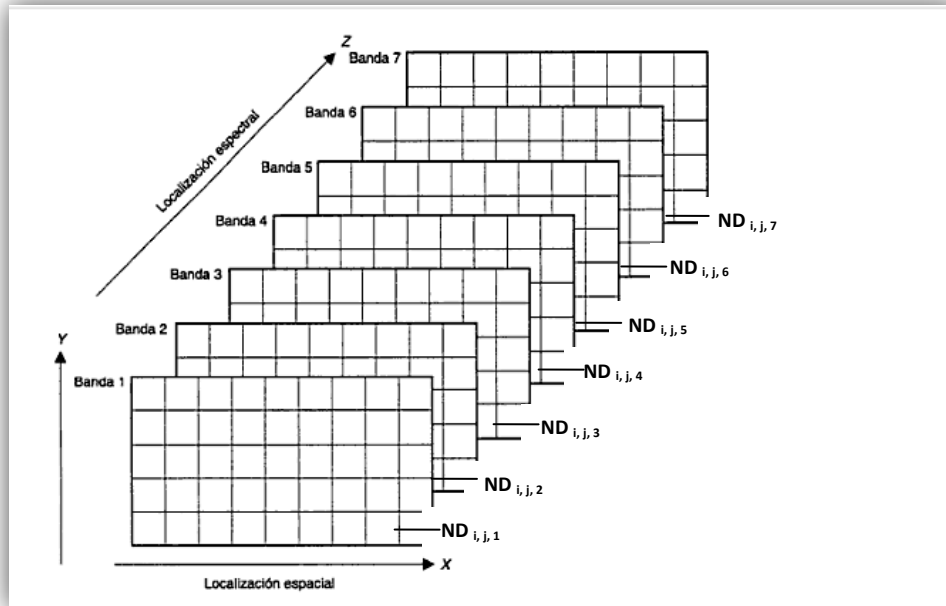 Z
Banda 7
Localización espectral
Banda 6
Banda 5
Banda 4
ND i, j, 7
Banda 3
ND i, j, 6
Y
Banda 2
ND i, j, 5
Banda 1
ND i, j, 4
ND i, j, 3
ND i, j, 2
ND i, j, 1
X
Localización espacial